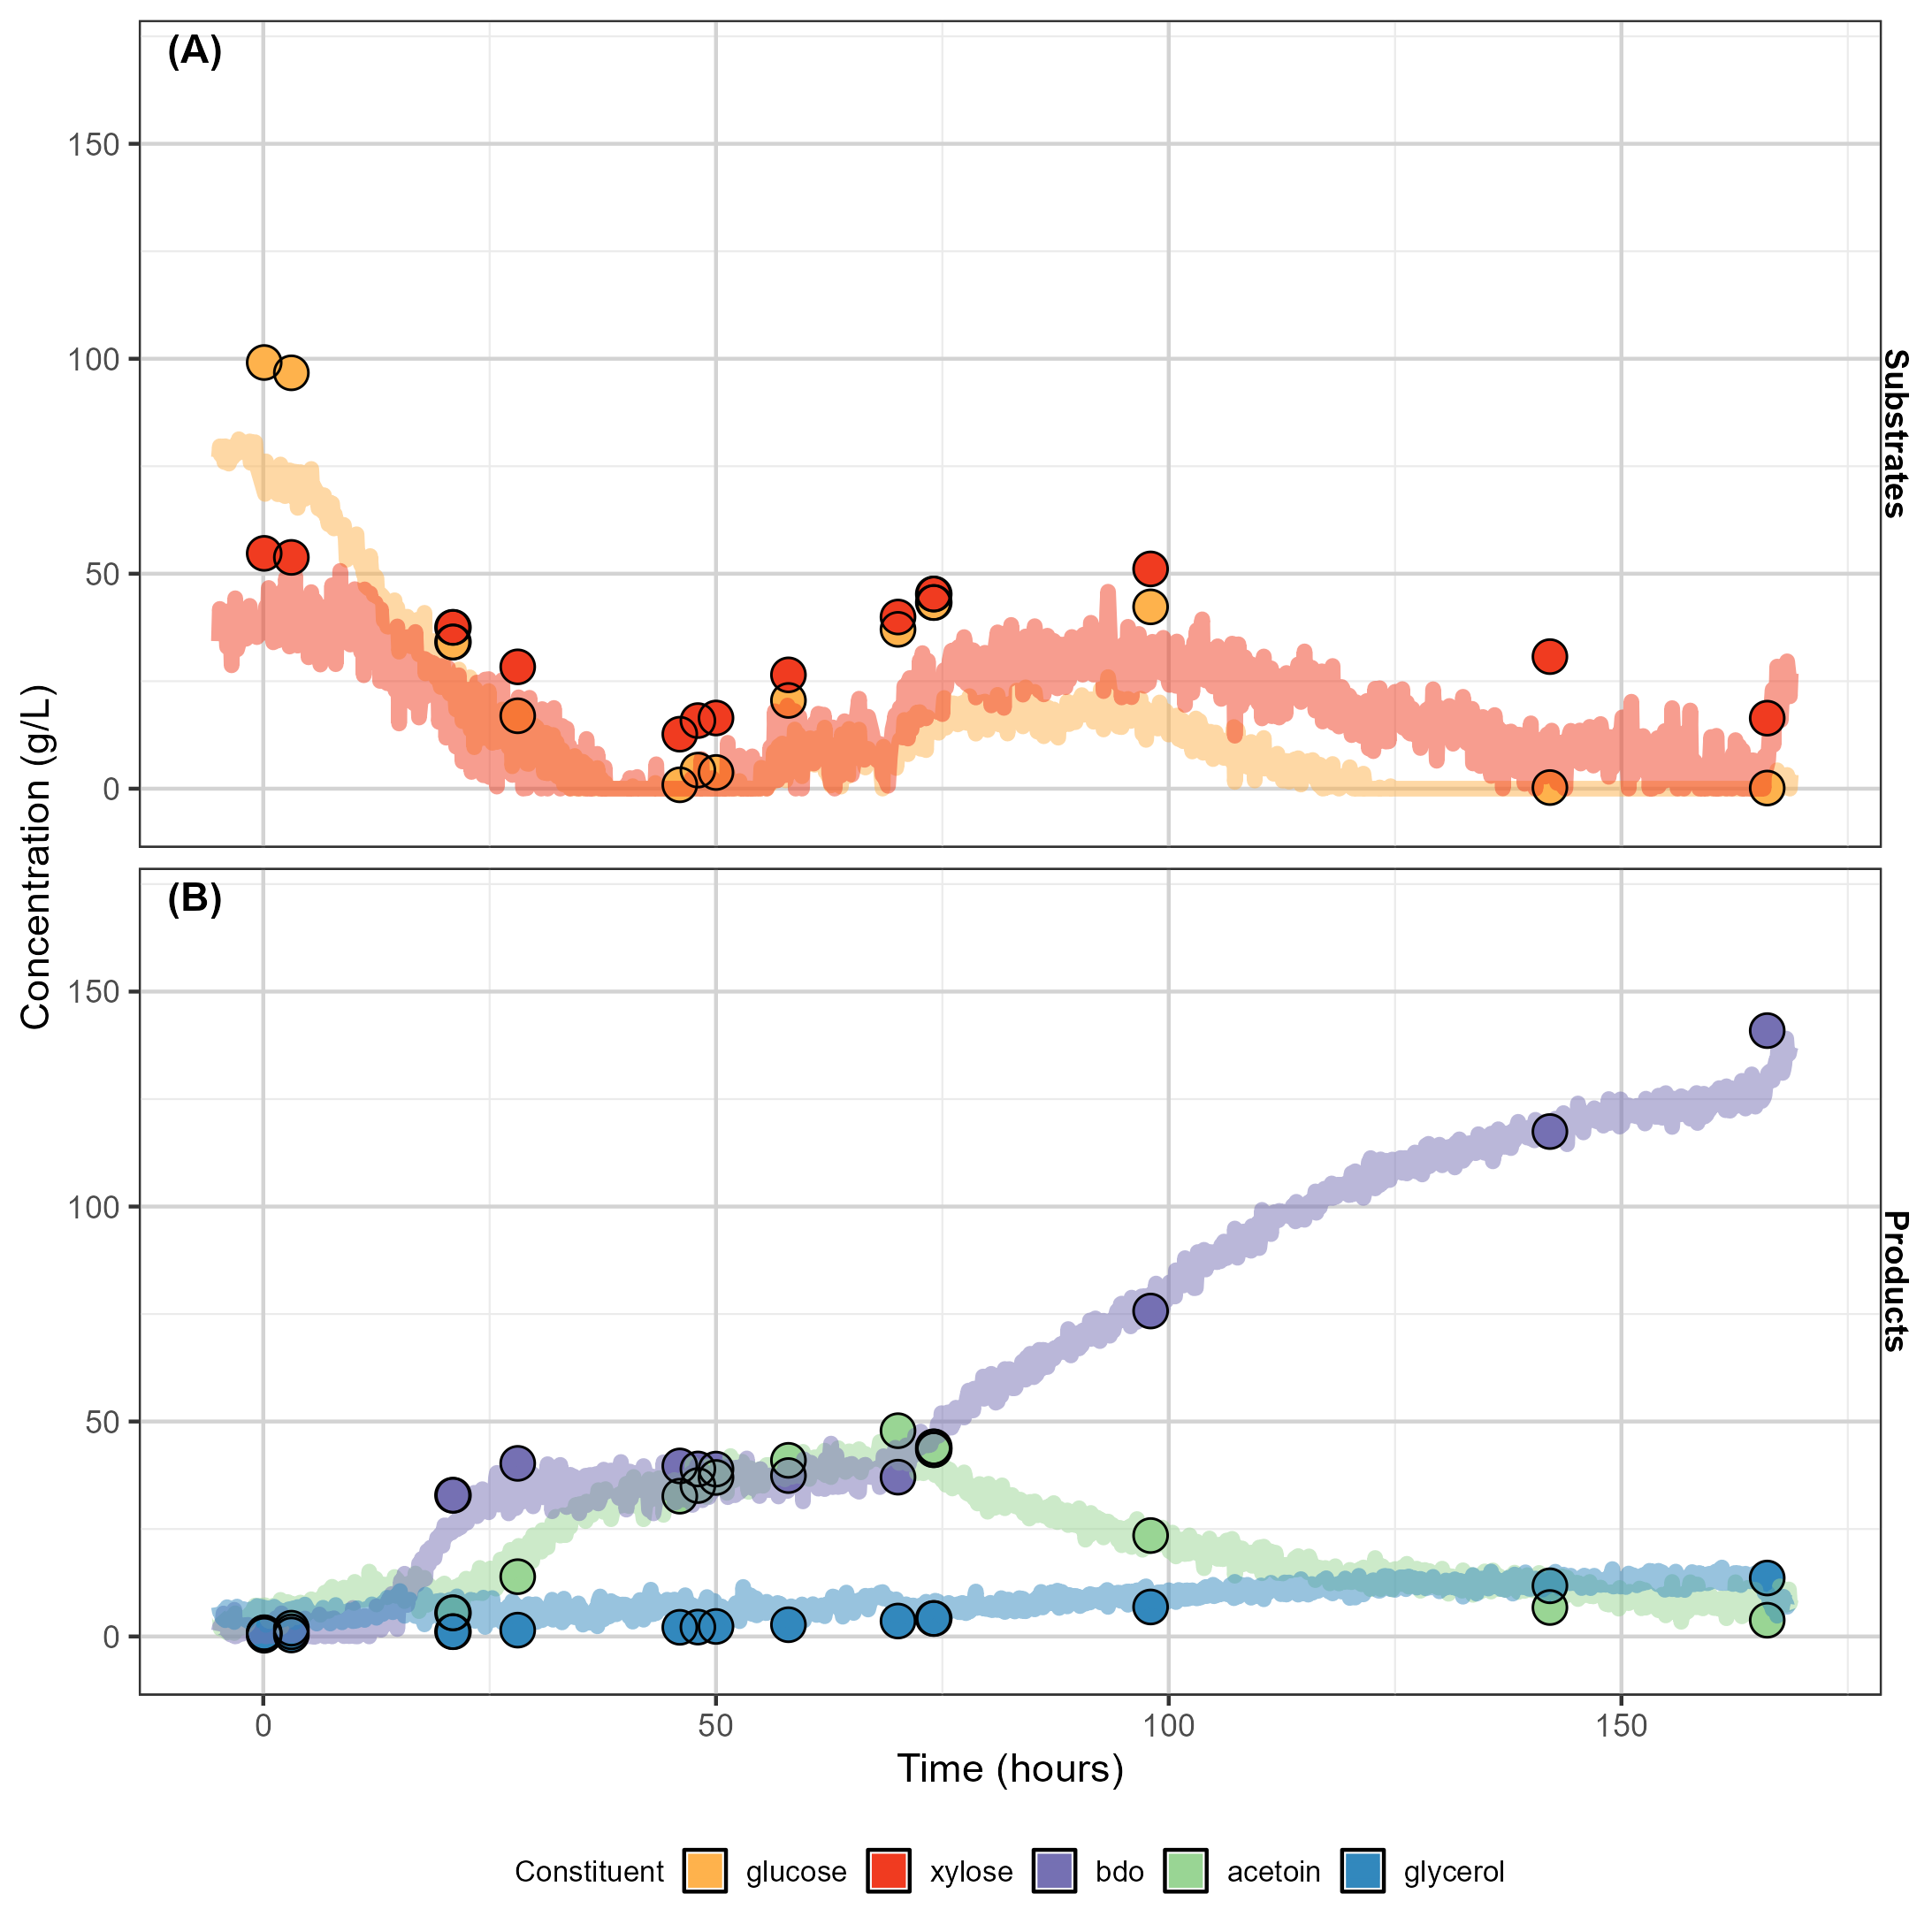 (A)
150
100
50
0
Substrates
Concentration (g/L)
(B)
150
100
50
0
Products
0 50 100 150
Time (hours)
Constituent glucose xylose bdo acetoin glycerol